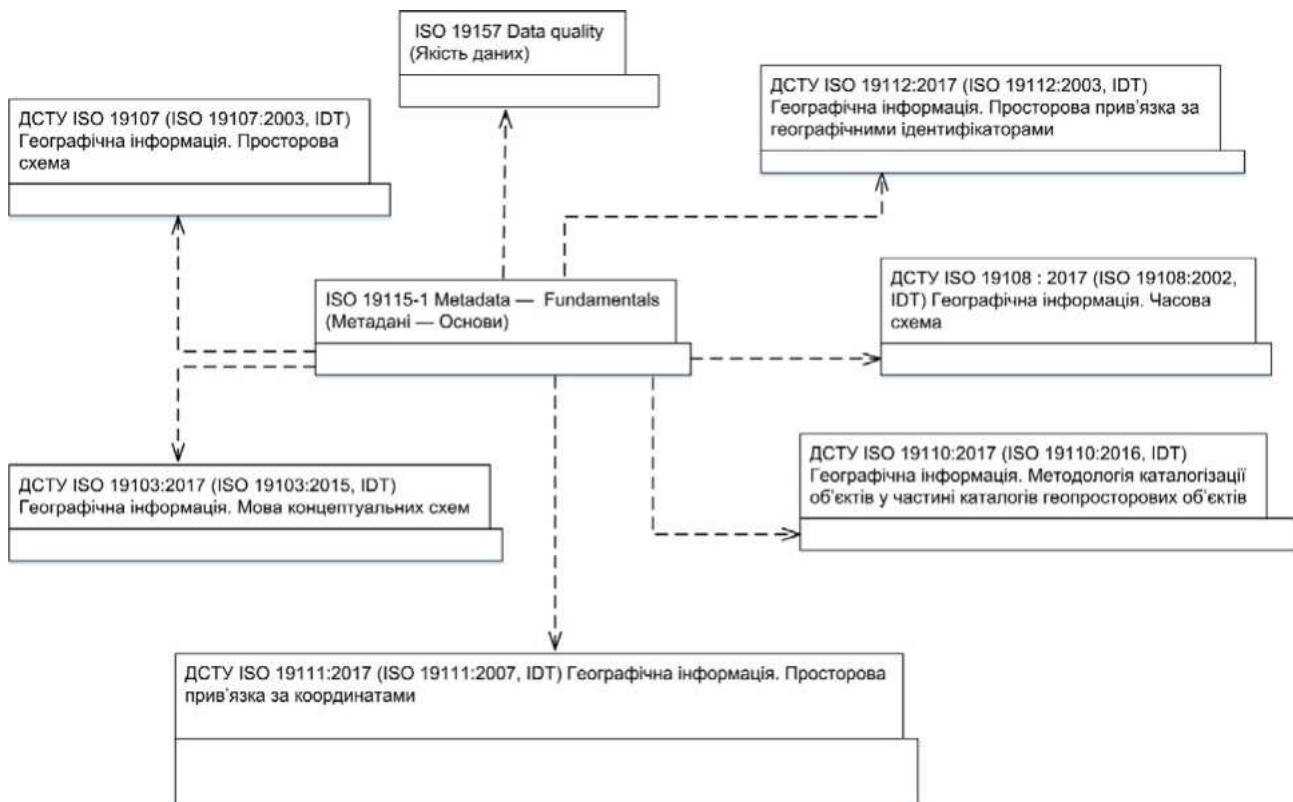 ISO 19157 Data quality
(Якість даних)
ДСТУ ISO 19112:2017 (ISO 19112:2003, IDT)
Географічна інформація. Просторова прив’язка за
географічними ідентифікаторами
ДСТУ ISO 19107 (ISO 19107:2003, IDT)
Географічна інформація. Просторова
схема
ISO 19115-1 Metadata — Fundamentals
(Метадані — Основи)
ДСТУ ISO 19108 : 2017 (ISO 19108:2002,
IDT) Географічна інформація. Часова
схема
ДСТУ ISO 19103:2017 (ISO 19103:2015, IDT)
Географічна інформація. Мова концептуальних схем
ДСТУ ISO 19110:2017 (ISO 19110:2016, IDT)
Географічна інформація. Методологія каталогізації
об’єктів у частині каталогів геопросторових об’єктів
ДСТУ ISO 19111:2017 (ISO 19111:2007, IDT) Географічна інформація. Просторова
прив’язка за координатами